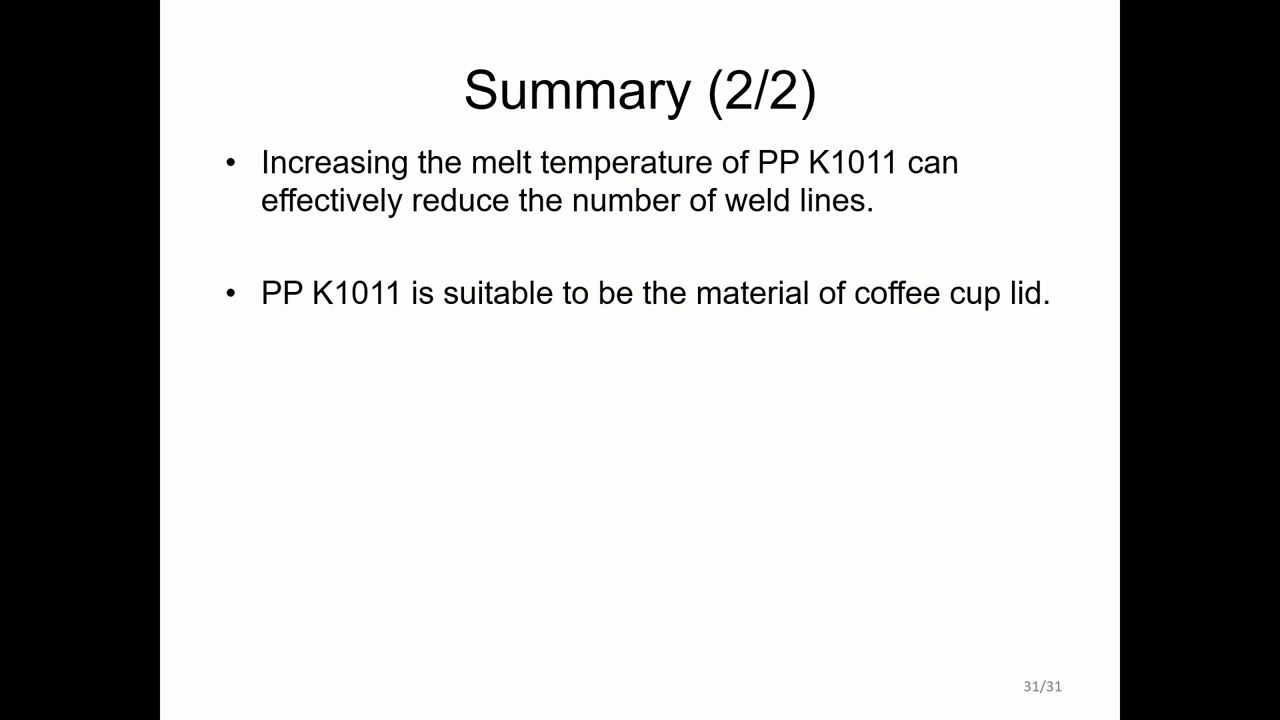 Summary (2/2)
• Increasing the melt temperature of PP K1011 can
effectively reduce the number of weld lines.
• PP K1011 is suitable to be the material of coffee cup lid.
31/31